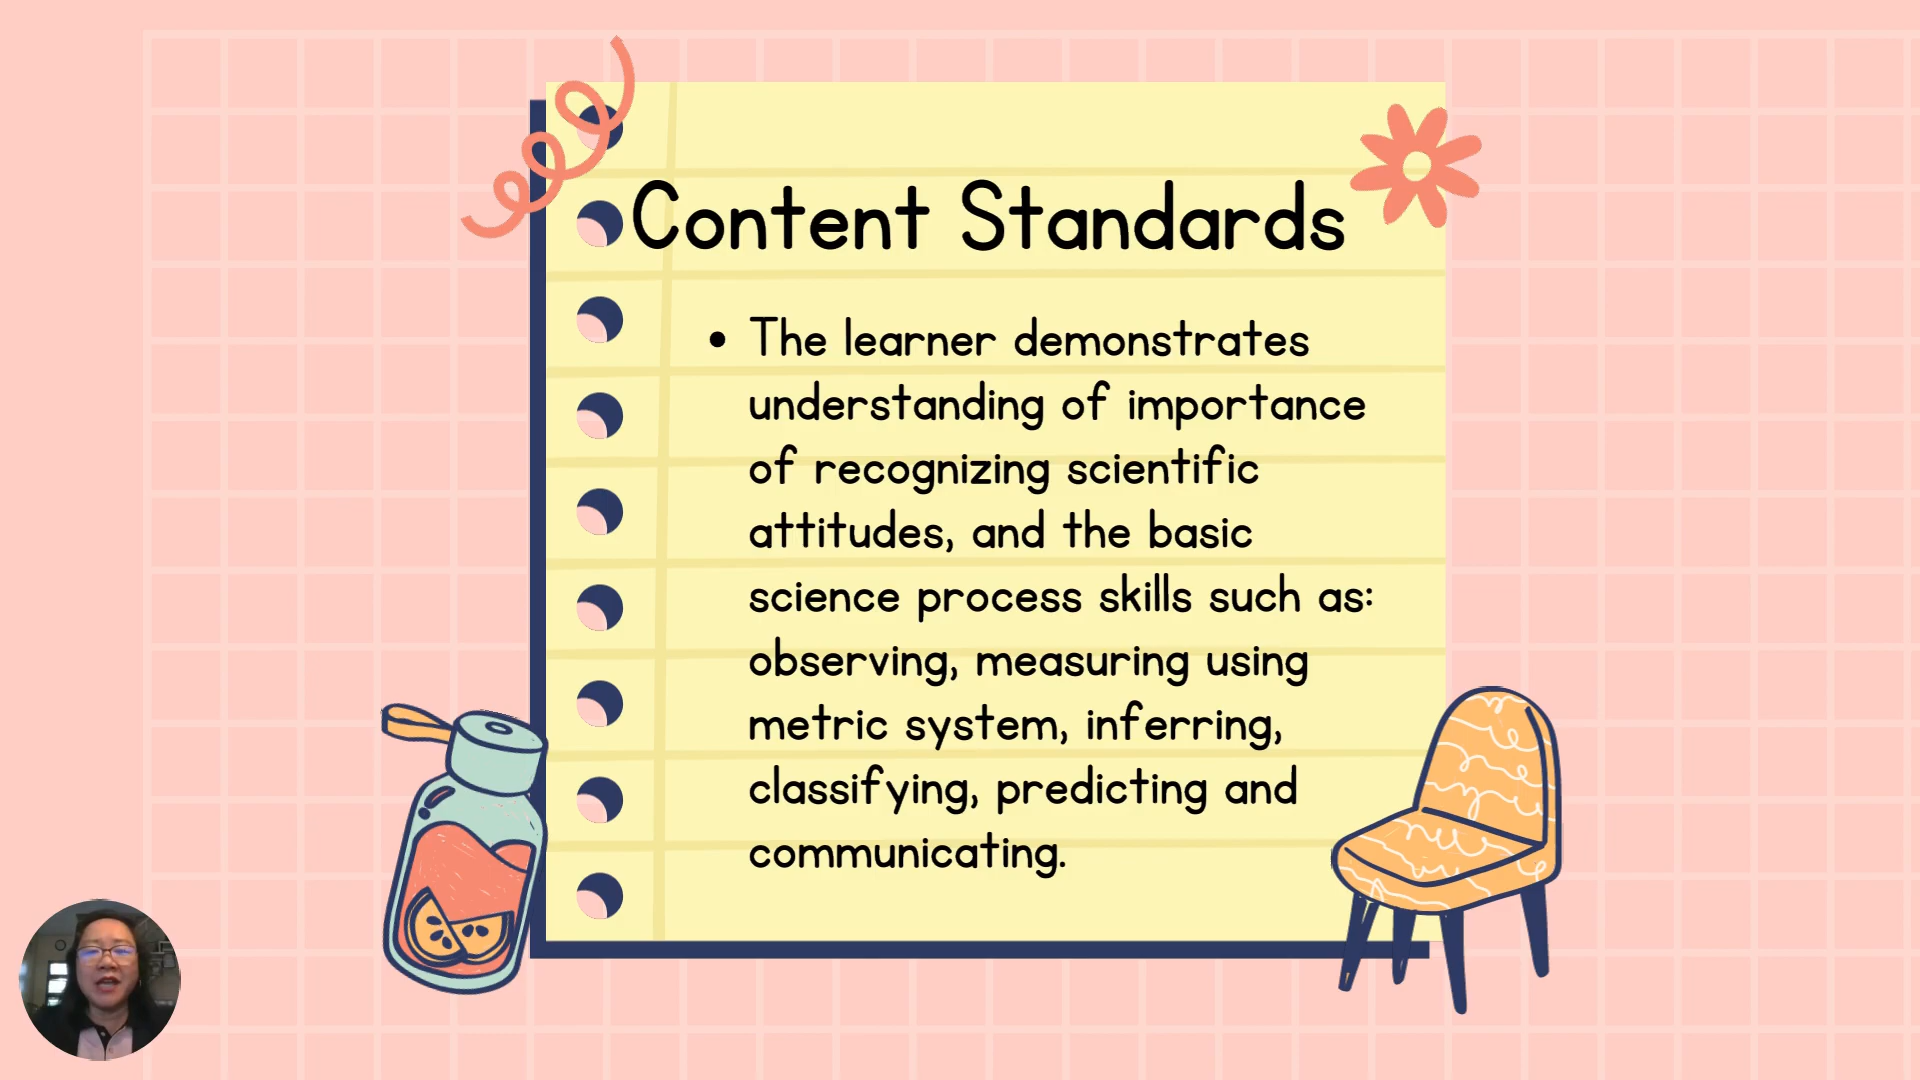 Content Standards
• The learner demonstrates
understanding of importance
of recognizing scientific
attitudes, and the basic
science process skills such as:
observing, measuring using
metric system, inferring,
classifying, predicting and
communicating.